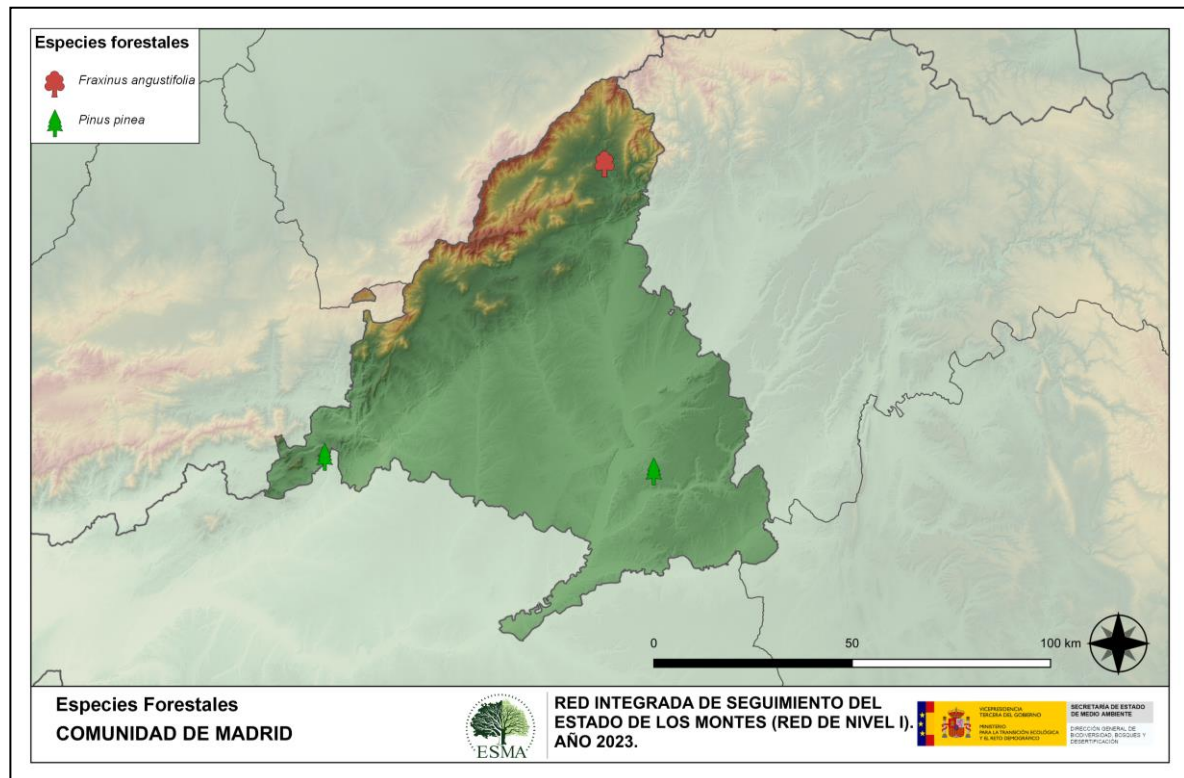 Especies forestales
Fraxinus angustifolia
Pinus pinea
0 50 100 km
Especies Forestales
COMUNIDAD DE MADRID
ESMA
RED INTEGRADA DE SEGUIMIENTO DEL
ESTADO DE LOS MONTES (RED DE NIVEL I).
AÑO 2023.
VICEPRESIDENCIA
TERCERA DEL GOBIERNO
MINISTERIO
PARA LA TRANSICIÓN ECOLÓGICA
Y EL RETO DEMOGRÁFICO
SECRETARÍA DE ESTADO
DE MEDIO AMBIENTE
DIRECCIÓN GENERAL DE
BIODIVERSIDAD, BOSQUES Y
DESERTIFICACIÓN